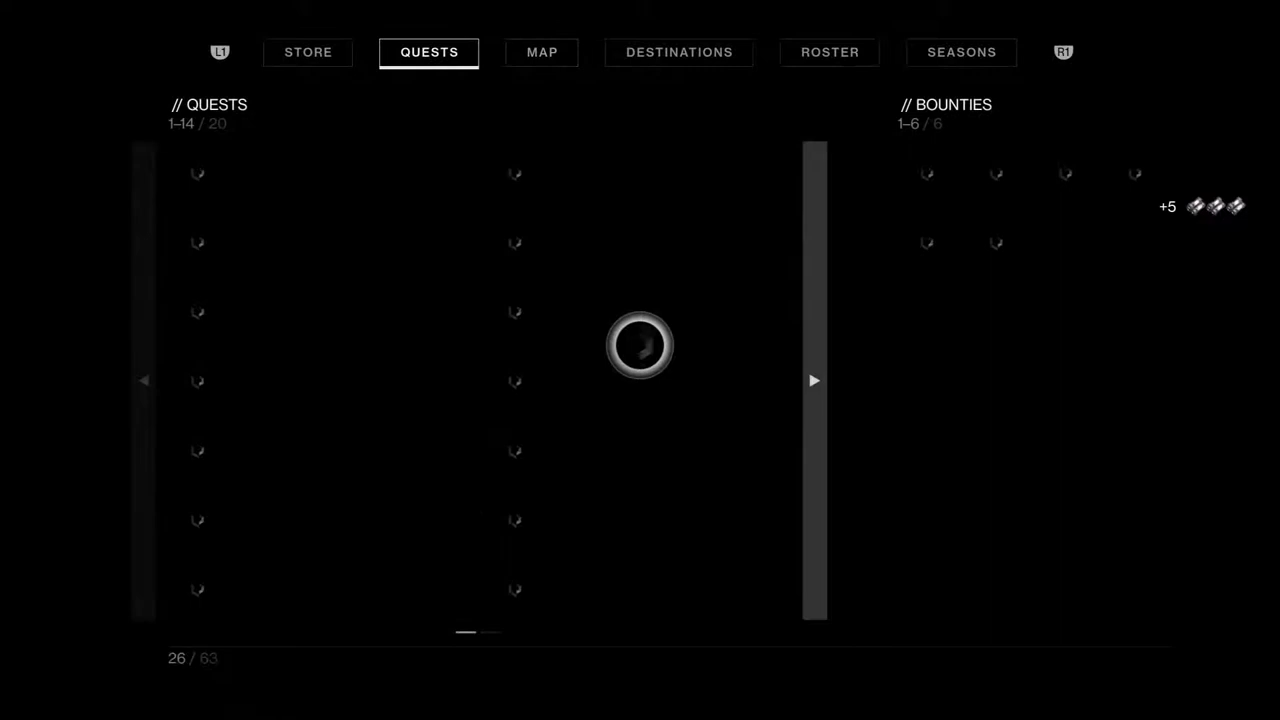 L1 STORE QUESTS MAP DESTINATIONS ROSTER SEASONS R1
// QUESTS
1–14 / 20
// BOUNTIES
1–6 / 6
+5
26 / 63